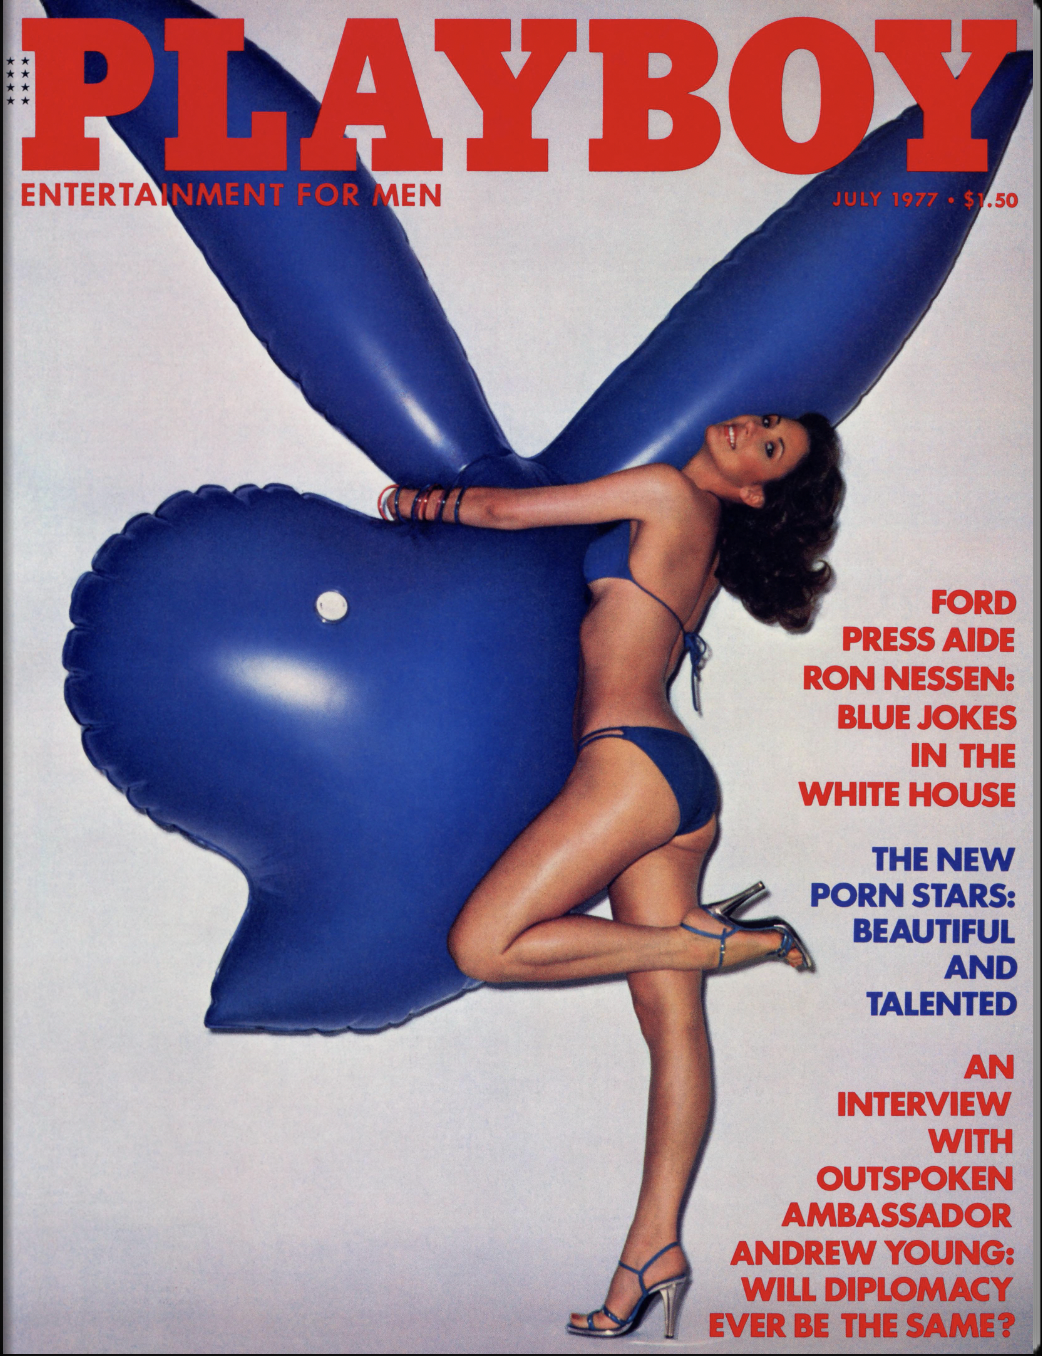 PLAYBOY
ENTERTAINMENT FOR MEN
JULY 1977 • $1.50
FORD
PRESS AIDE
RON NESSEN:
BLUE JOKES
IN THE
WHITE HOUSE
THE NEW
PORN STARS:
BEAUTIFUL
AND
TALENTED
AN
INTERVIEW
WITH
OUTSPOKEN
AMBASSADOR
ANDREW YOUNG:
WILL DIPLOMACY
EVER BE THE SAME?